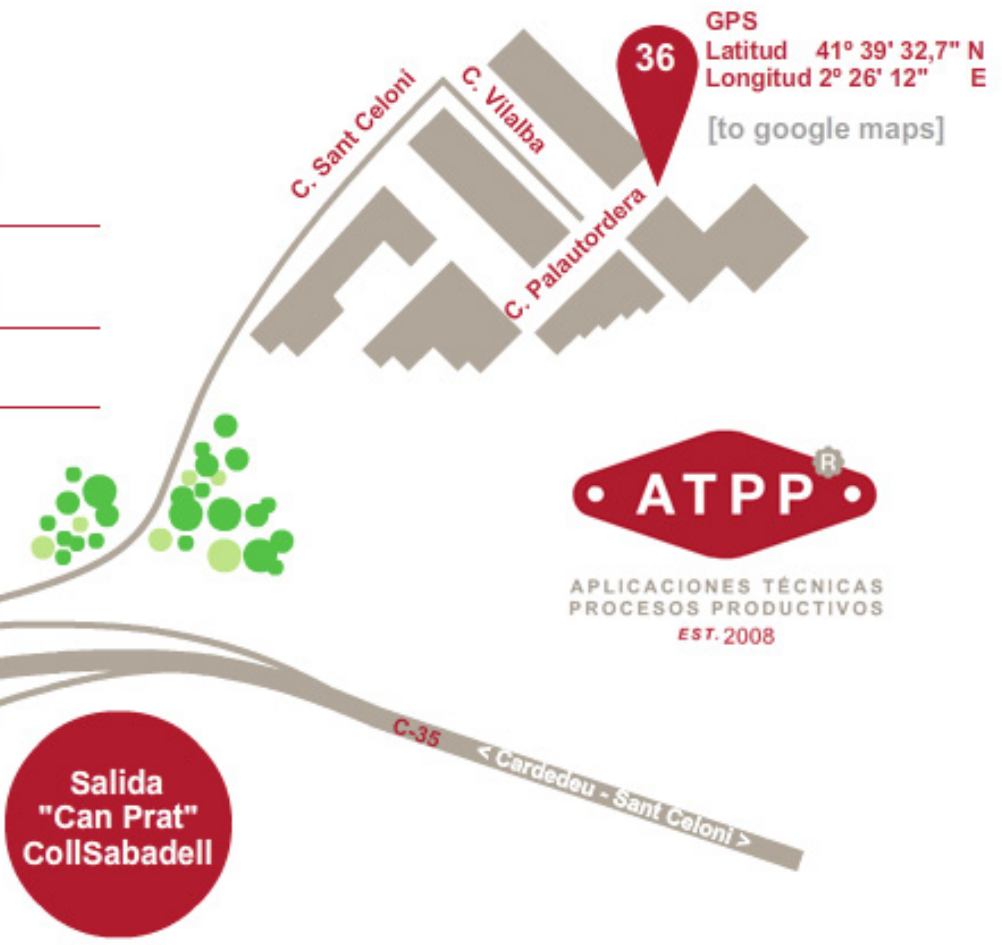 GPS
36
Latitud 41º 39' 32,7" N
Longitud 2º 26' 12" E
[to google maps]
C. Sant Celoni
C. Vilalba
C. Palautordera
ATPP
R
APLICACIONES TÉCNICAS
PROCESOS PRODUCTIVOS
EST. 2008
C-35
< Cardedeu - Sant Celoni >
Salida
"Can Prat"
CollSabadell